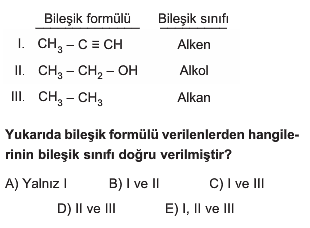 Bileşik formülü Bileşik sınıfı
I. CH₃ – C ≡ CH Alken
II. CH₃ – CH₂ – OH Alkol
III. CH₃ – CH₃ Alkan
Yukarıda bileşik formülü verilenlerden hangile-
rinin bileşik sınıfı doğru verilmiştir?
A) Yalnız I B) I ve II C) I ve III
D) II ve III E) I, II ve III